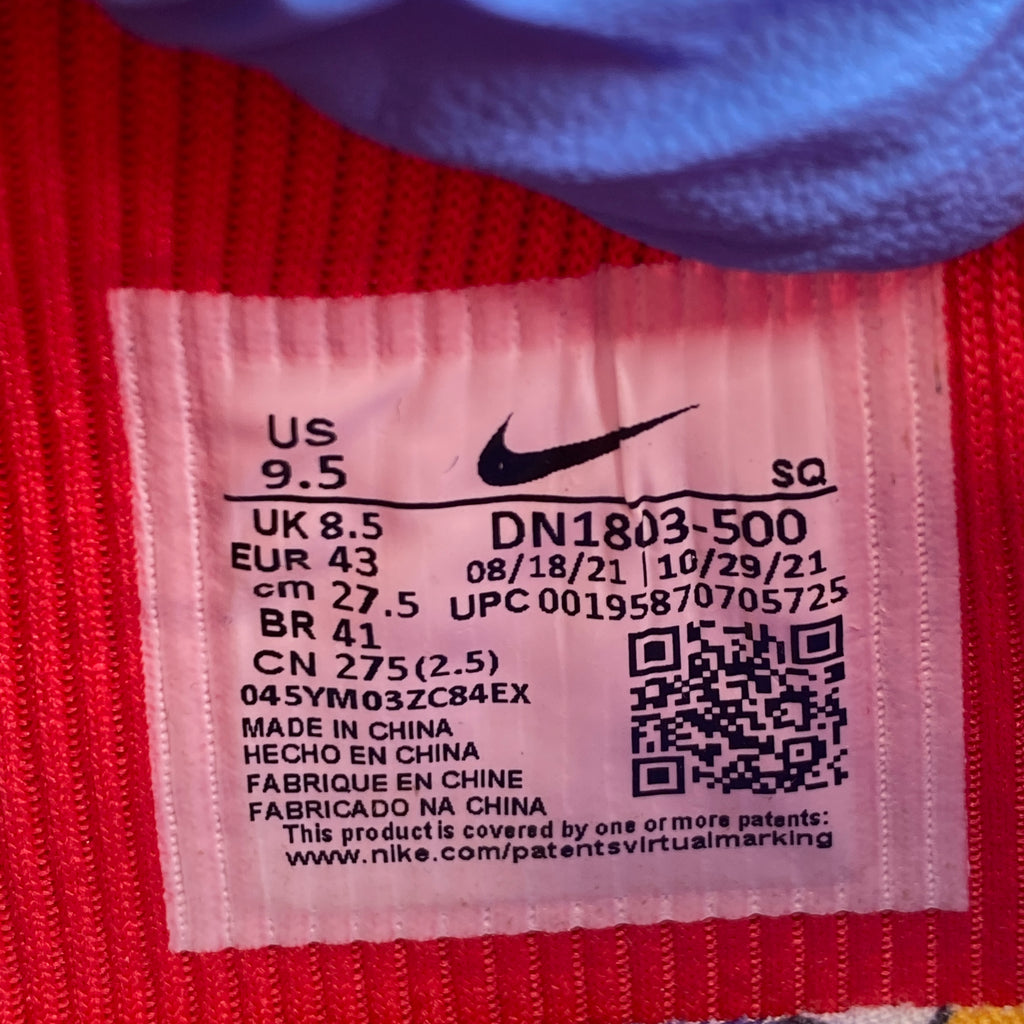 US
9.5
SQ
UK 8.5
DN1803-500
EUR 43
08/18/21 | 10/29/21
cm 27.5
UPC 00195870705725
BR 41
CN 275(2.5)
045YM03ZC84EX
MADE IN CHINA
HECHO EN CHINA
FABRIQUE EN CHINE
FABRICADO NA CHINA
This product is covered by one or more patents:
www.nike.com/patentsvirtualmarking